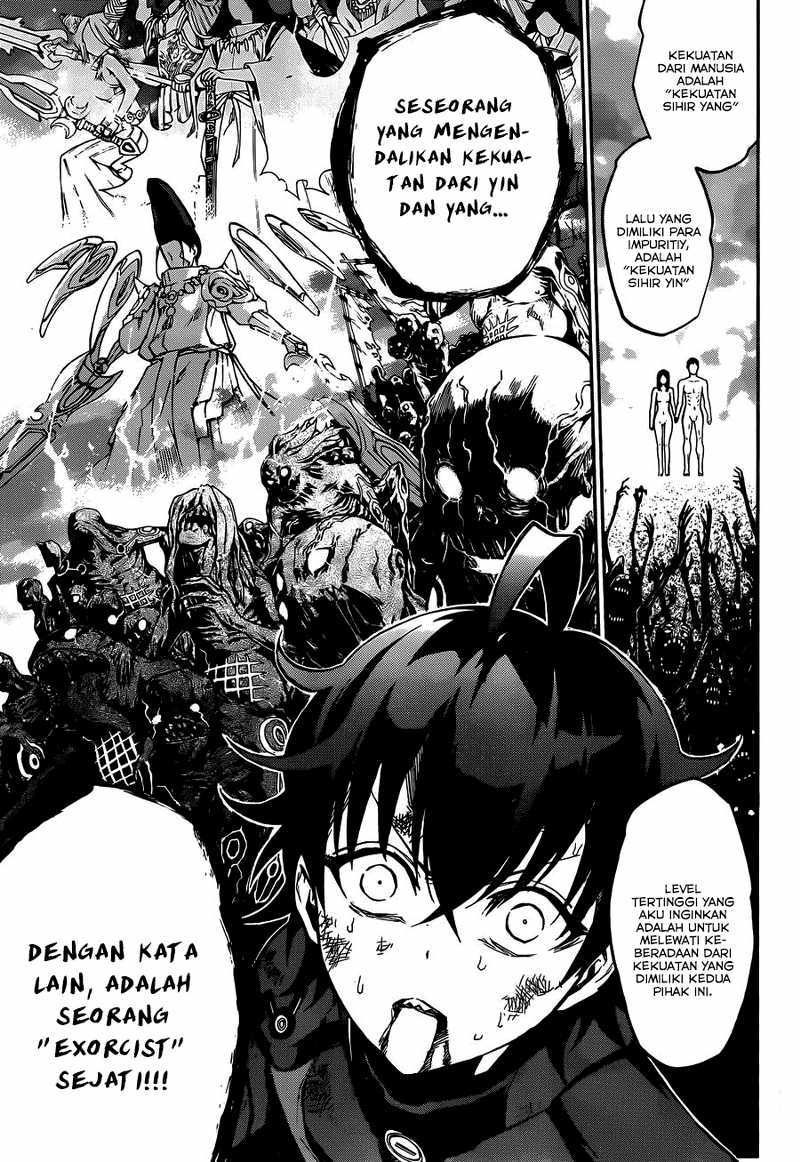 KEKUATAN
DARI MANUSIA
ADALAH
"KEKUATAN
SIHIR YANG"
LALU YANG
DIMILIKI PARA
IMPURITIY,
ADALAH
"KEKUATAN
SIHIR YIN"
SESEORANG
YANG MENGEN-
DALIKAN KEKUA-
TAN DARI YIN
DAN YANG...
LEVEL
TERTINGGI YANG
AKU INGINKAN
ADALAH UNTUK
MELEWATI KE-
BERADAAN DARI
KEKUATAN YANG
DIMILIKI KEDUA
PIHAK INI.
DENGAN KATA
LAIN, ADALAH
SEORANG
"EXORCIST"
SEJATI!!!